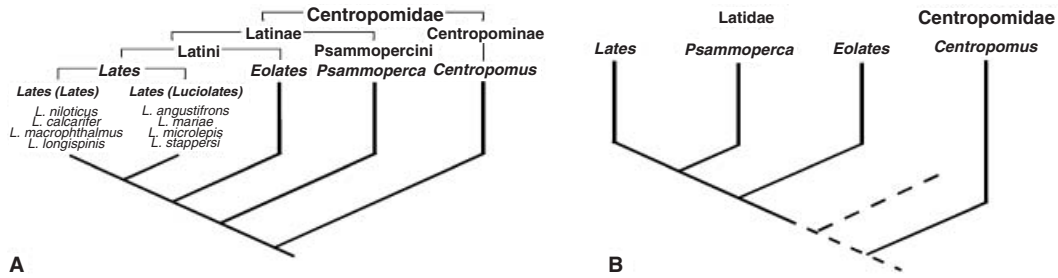 Centropomidae
Latinae
Centropominae
Latini
Psammopercini
Lates
Eolates
Psammoperca
Centropomus
Lates (Lates)
Lates (Luciolates)
L. niloticus
L. calcarifer
L. macrophthalmus
L. longispinis
L. angustifrons
L. mariae
L. microlepis
L. stappersi
A
Latidae
Centropomidae
Lates
Psammoperca
Eolates
Centropomus
B